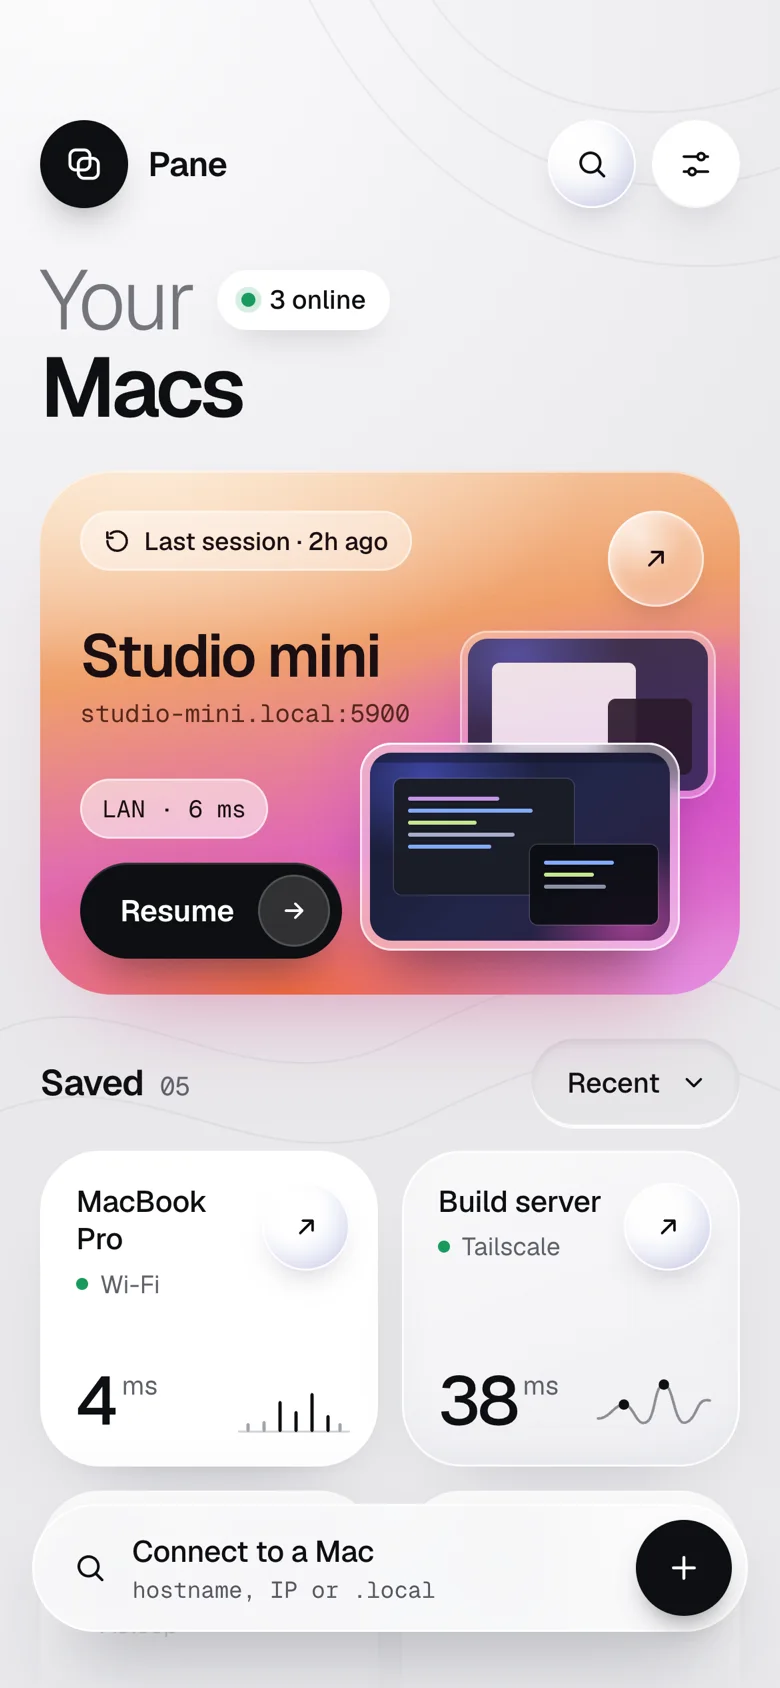 Pane
Your
3 online
Macs
Last session · 2h ago
Studio mini
studio-mini.local:5900
LAN · 6 ms
Resume
Saved 05
Recent
MacBook
Pro
Wi-Fi
4 ms
Build server
Tailscale
38 ms
Connect to a Mac
hostname, IP or .local